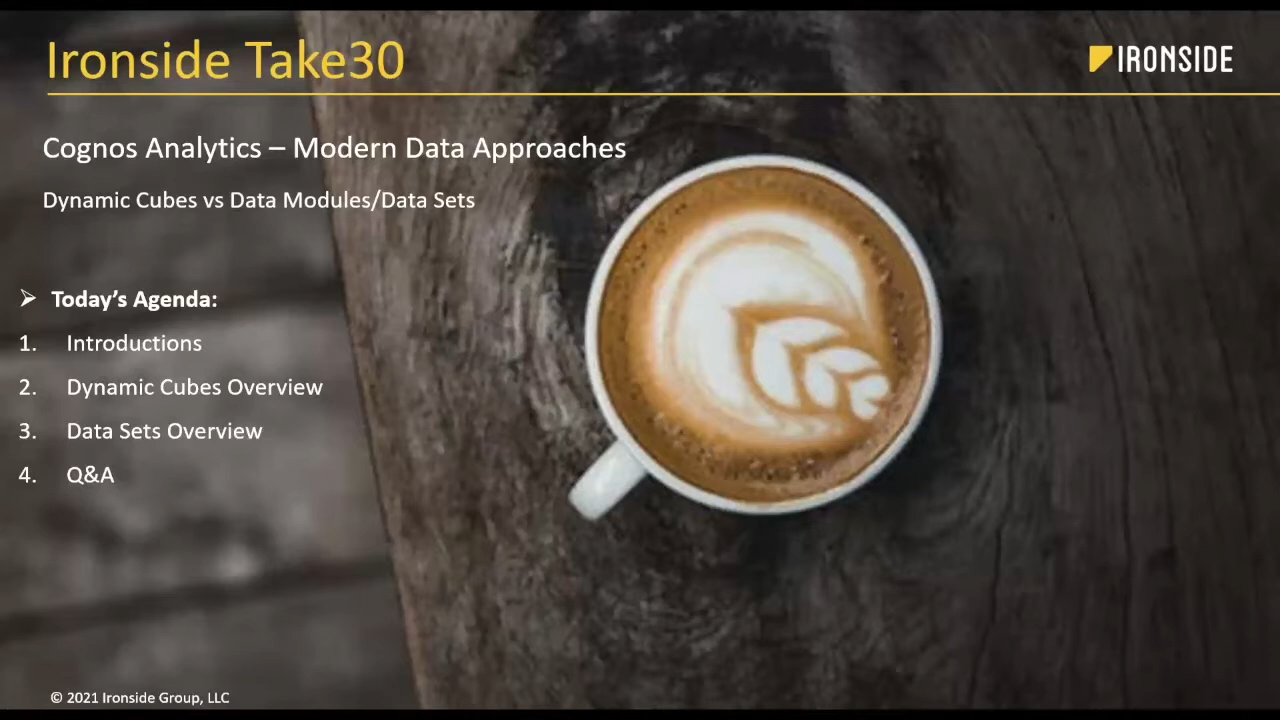 Ironside Take30
IRONSIDE
Cognos Analytics – Modern Data Approaches
Dynamic Cubes vs Data Modules/Data Sets
➢ Today’s Agenda:
1. Introductions
2. Dynamic Cubes Overview
3. Data Sets Overview
4. Q&A
© 2021 Ironside Group, LLC